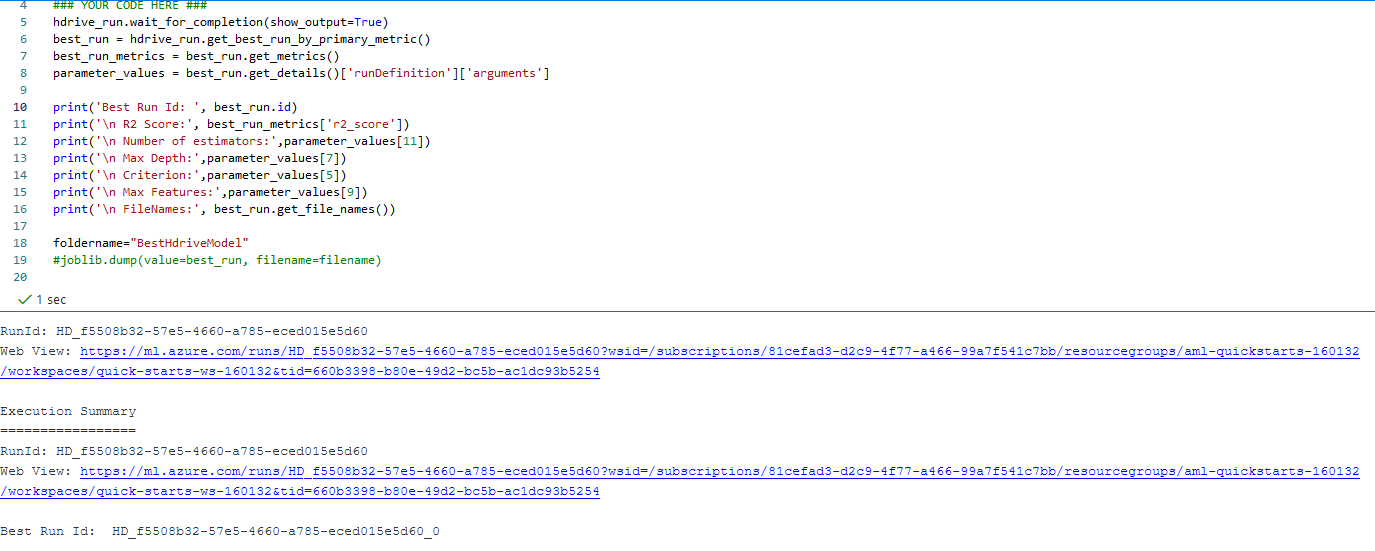 4 ### YOUR CODE HERE ###
5 hdrive_run.wait_for_completion(show_output=True)
6 best_run = hdrive_run.get_best_run_by_primary_metric()
7 best_run_metrics = best_run.get_metrics()
8 parameter_values = best_run.get_details()['runDefinition']['arguments']
9
10 print('Best Run Id: ', best_run.id)
11 print('\n R2 Score:', best_run_metrics['r2_score'])
12 print('\n Number of estimators:',parameter_values[11])
13 print('\n Max Depth:',parameter_values[7])
14 print('\n Criterion:',parameter_values[5])
15 print('\n Max Features:',parameter_values[9])
16 print('\n FileNames:', best_run.get_file_names())
17
18 foldername="BestHdriveModel"
19 #joblib.dump(value=best_run, filename=filename)
20
1 sec
RunId: HD_f5508b32-57e5-4660-a785-eced015e5d60
Web View: https://ml.azure.com/runs/HD_f5508b32-57e5-4660-a785-eced015e5d60?wsid=/subscriptions/81cefad3-d2c9-4f77-a466-99a7f541c7bb/resourcegroups/aml-quickstarts-160132
/workspaces/quick-starts-ws-160132&tid=660b3398-b80e-49d2-bc5b-ac1dc93b5254
Execution Summary
=================
RunId: HD_f5508b32-57e5-4660-a785-eced015e5d60
Web View: https://ml.azure.com/runs/HD_f5508b32-57e5-4660-a785-eced015e5d60?wsid=/subscriptions/81cefad3-d2c9-4f77-a466-99a7f541c7bb/resourcegroups/aml-quickstarts-160132
/workspaces/quick-starts-ws-160132&tid=660b3398-b80e-49d2-bc5b-ac1dc93b5254
Best Run Id:  HD_f5508b32-57e5-4660-a785-eced015e5d60_0